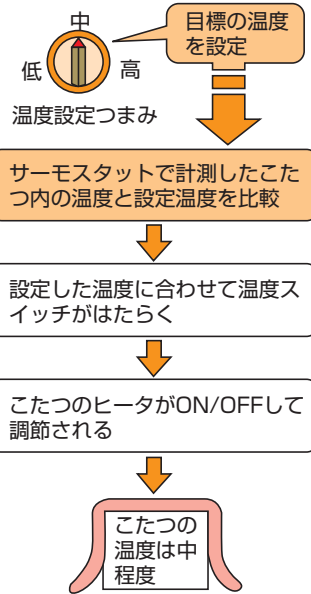 中
目標の温度
を設定
低
高
温度設定つまみ
サーモスタットで計測したこた
つ内の温度と設定温度を比較
設定した温度に合わせて温度ス
イッチがはたらく
こたつのヒータがON/OFFして
調節される
こたつの
温度は中
程度